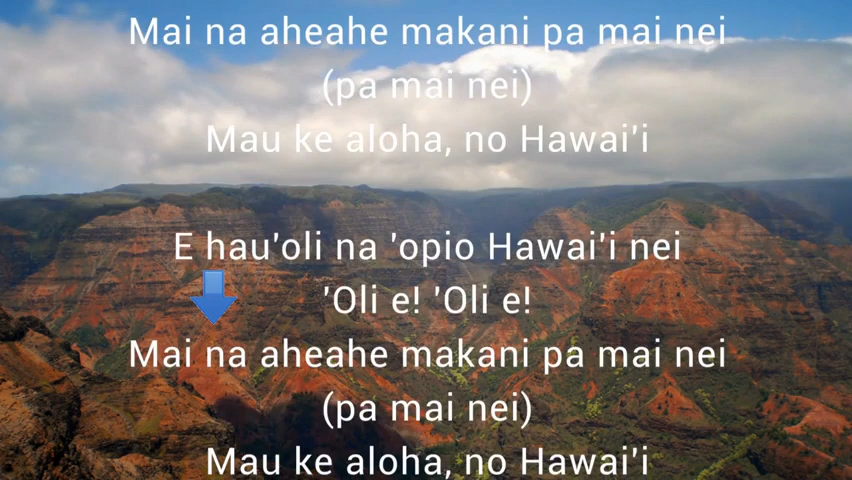 Mai na aheahe makani pa mai nei
(pa mai nei)
Mau ke aloha, no Hawai'i
E hau'oli na 'opio Hawai'i nei
'Oli e! 'Oli e!
Mai na aheahe makani pa mai nei
(pa mai nei)
Mau ke aloha, no Hawai'i